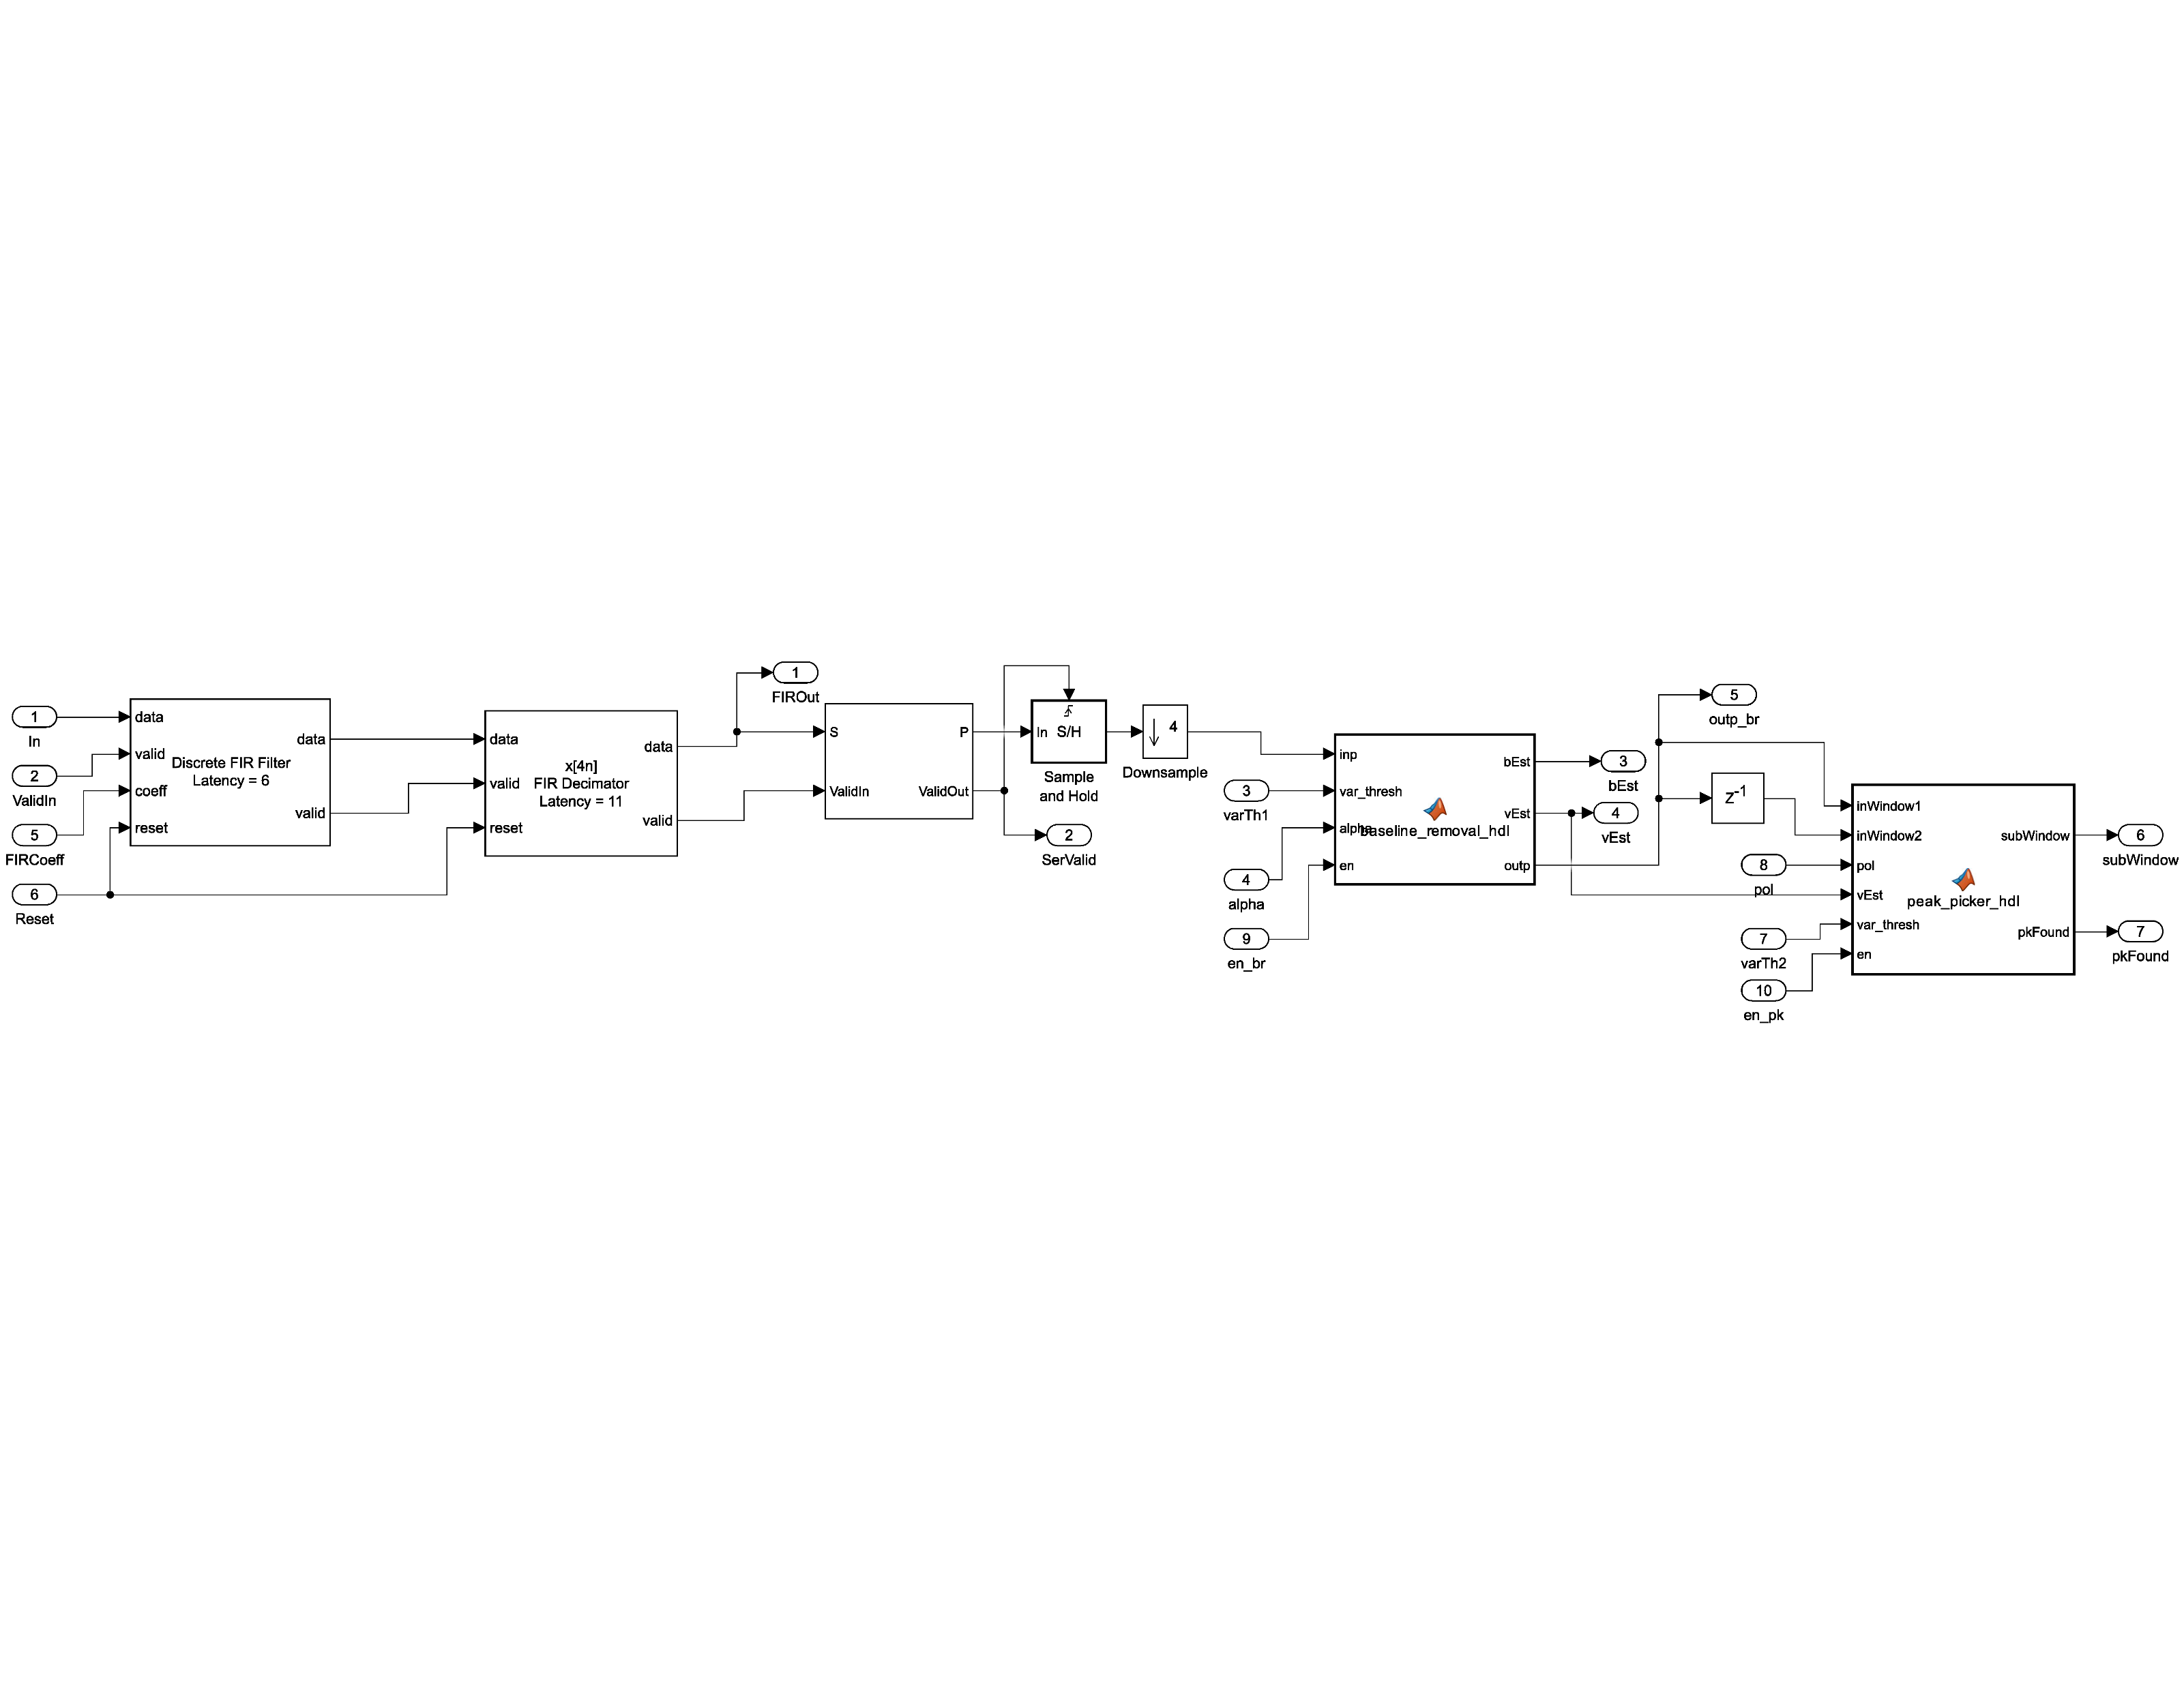 1
In
2
ValidIn
5
FIRCoeff
6
Reset
data
valid
coeff
reset
Discrete FIR Filter
Latency = 6
data
valid
data
valid
reset
x[4n]
FIR Decimator
Latency = 11
data
valid
1
FIROut
S
ValidIn
P
ValidOut
In S/H
Sample
and Hold
2
SerValid
4
Downsample
3
varTh1
4
alpha
9
en_br
inp
var_thresh
alpha
en
baseline_removal_hdl
bEst
vEst
outp
3
bEst
4
vEst
5
outp_br
z-1
8
pol
7
varTh2
10
en_pk
inWindow1
inWindow2
pol
vEst
var_thresh
en
peak_picker_hdl
subWindow
pkFound
6
subWindow
7
pkFound